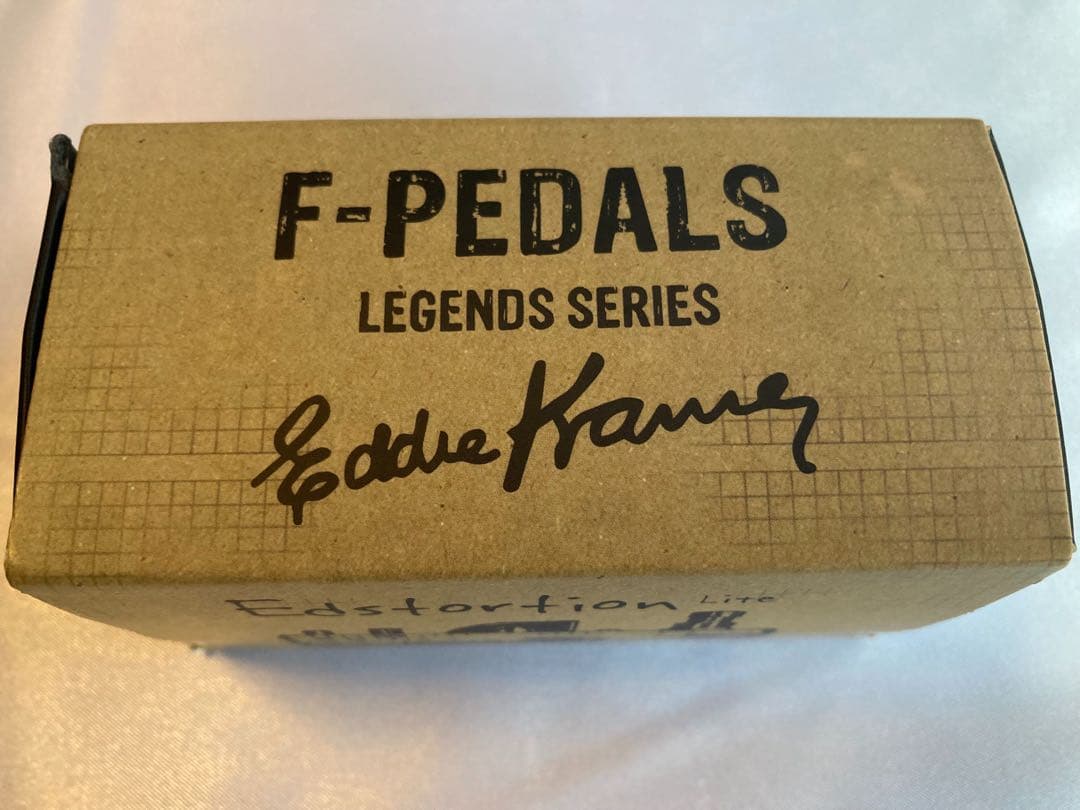 F-PEDALS
LEGENDS SERIES
Eddie Kramer
Edstortion Lite